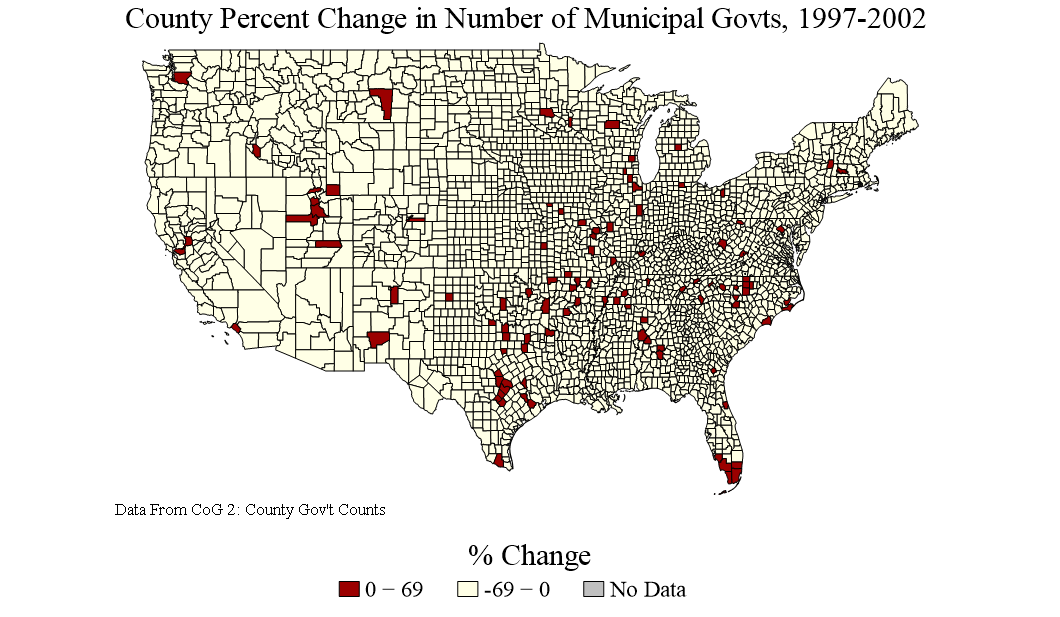 County Percent Change in Number of Municipal Govts, 1997-2002
Data From CoG 2: County Gov't Counts
% Change
0 − 69
-69 − 0
No Data